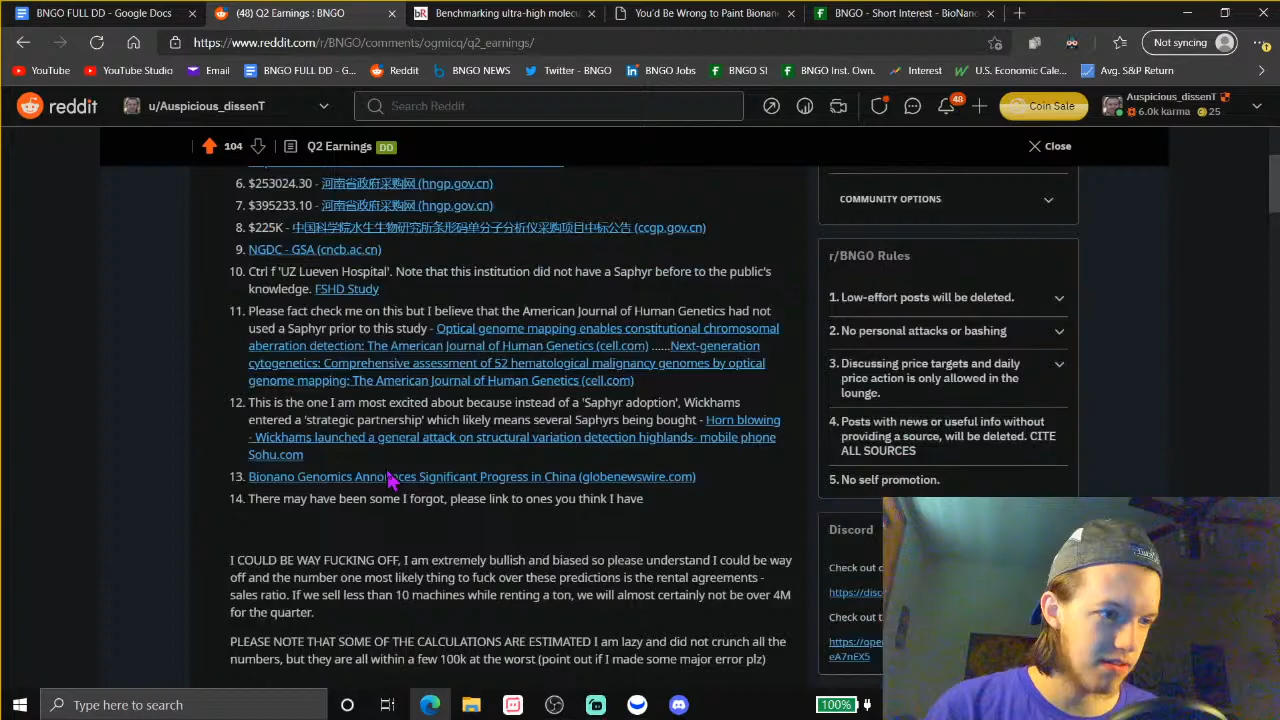 BNGO FULL DD - Google Docs
(48) Q2 Earnings : BNGO
bR Benchmarking ultra-high molecu
You'd Be Wrong to Paint Bionan
BNGO - Short Interest - BioNano
https://www.reddit.com/r/BNGO/comments/ogmicq/q2_earnings/
Not syncing
YouTube
YouTube Studio
Email
BNGO FULL DD - G...
Reddit
BNGO NEWS
Twitter - BNGO
BNGO Jobs
BNGO SI
BNGO Inst. Own.
Interest
U.S. Economic Cale...
Avg. S&P Return
reddit
u/Auspicious_dissenT
Search Reddit
48
Coin Sale
Auspicious_dissenT
6.0k karma 25
104 Q2 Earnings DD
Close
6. $253024.30 - 河南省政府采购网 (hngp.gov.cn)
7. $395233.10 - 河南省政府采购网 (hngp.gov.cn)
8. $225K - 中国科学院水生生物研究所条形码单分子分析仪采购项目中标公告 (ccgp.gov.cn)
9. NGDC - GSA (cncb.ac.cn)
10. Ctrl f 'UZ Lueven Hospital'. Note that this institution did not have a Saphyr before to the public's
knowledge. FSHD Study
11. Please fact check me on this but I believe that the American Journal of Human Genetics had not
used a Saphyr prior to this study - Optical genome mapping enables constitutional chromosomal
aberration detection: The American Journal of Human Genetics (cell.com) ......Next-generation
cytogenetics: Comprehensive assessment of 52 hematological malignancy genomes by optical
genome mapping: The American Journal of Human Genetics (cell.com)
12. This is the one I am most excited about because instead of a 'Saphyr adoption', Wickhams
entered a 'strategic partnership' which likely means several Saphyrs being bought - Horn blowing
- Wickhams launched a general attack on structural variation detection highlands- mobile phone
Sohu.com
13. Bionano Genomics Announces Significant Progress in China (globenewswire.com)
14. There may have been some I forgot, please link to ones you think I have
I COULD BE WAY FUCKING OFF, I am extremely bullish and biased so please understand I could be way
off and the number one most likely thing to fuck over these predictions is the rental agreements -
sales ratio. If we sell less than 10 machines while renting a ton, we will almost certainly not be over 4M
for the quarter.
PLEASE NOTE THAT SOME OF THE CALCULATIONS ARE ESTIMATED I am lazy and did not crunch all the
numbers, but they are all within a few 100k at the worst (point out if I made some major error plz)
COMMUNITY OPTIONS
r/BNGO Rules
1. Low-effort posts will be deleted.
2. No personal attacks or bashing
3. Discussing price targets and daily
price action is only allowed in the
lounge.
4. Posts with news or useful info without
providing a source, will be deleted. CITE
ALL SOURCES
5. No self promotion.
Discord
Check out
https://disc
Check out t
https://open
eA7nEX5
Type here to search
100%